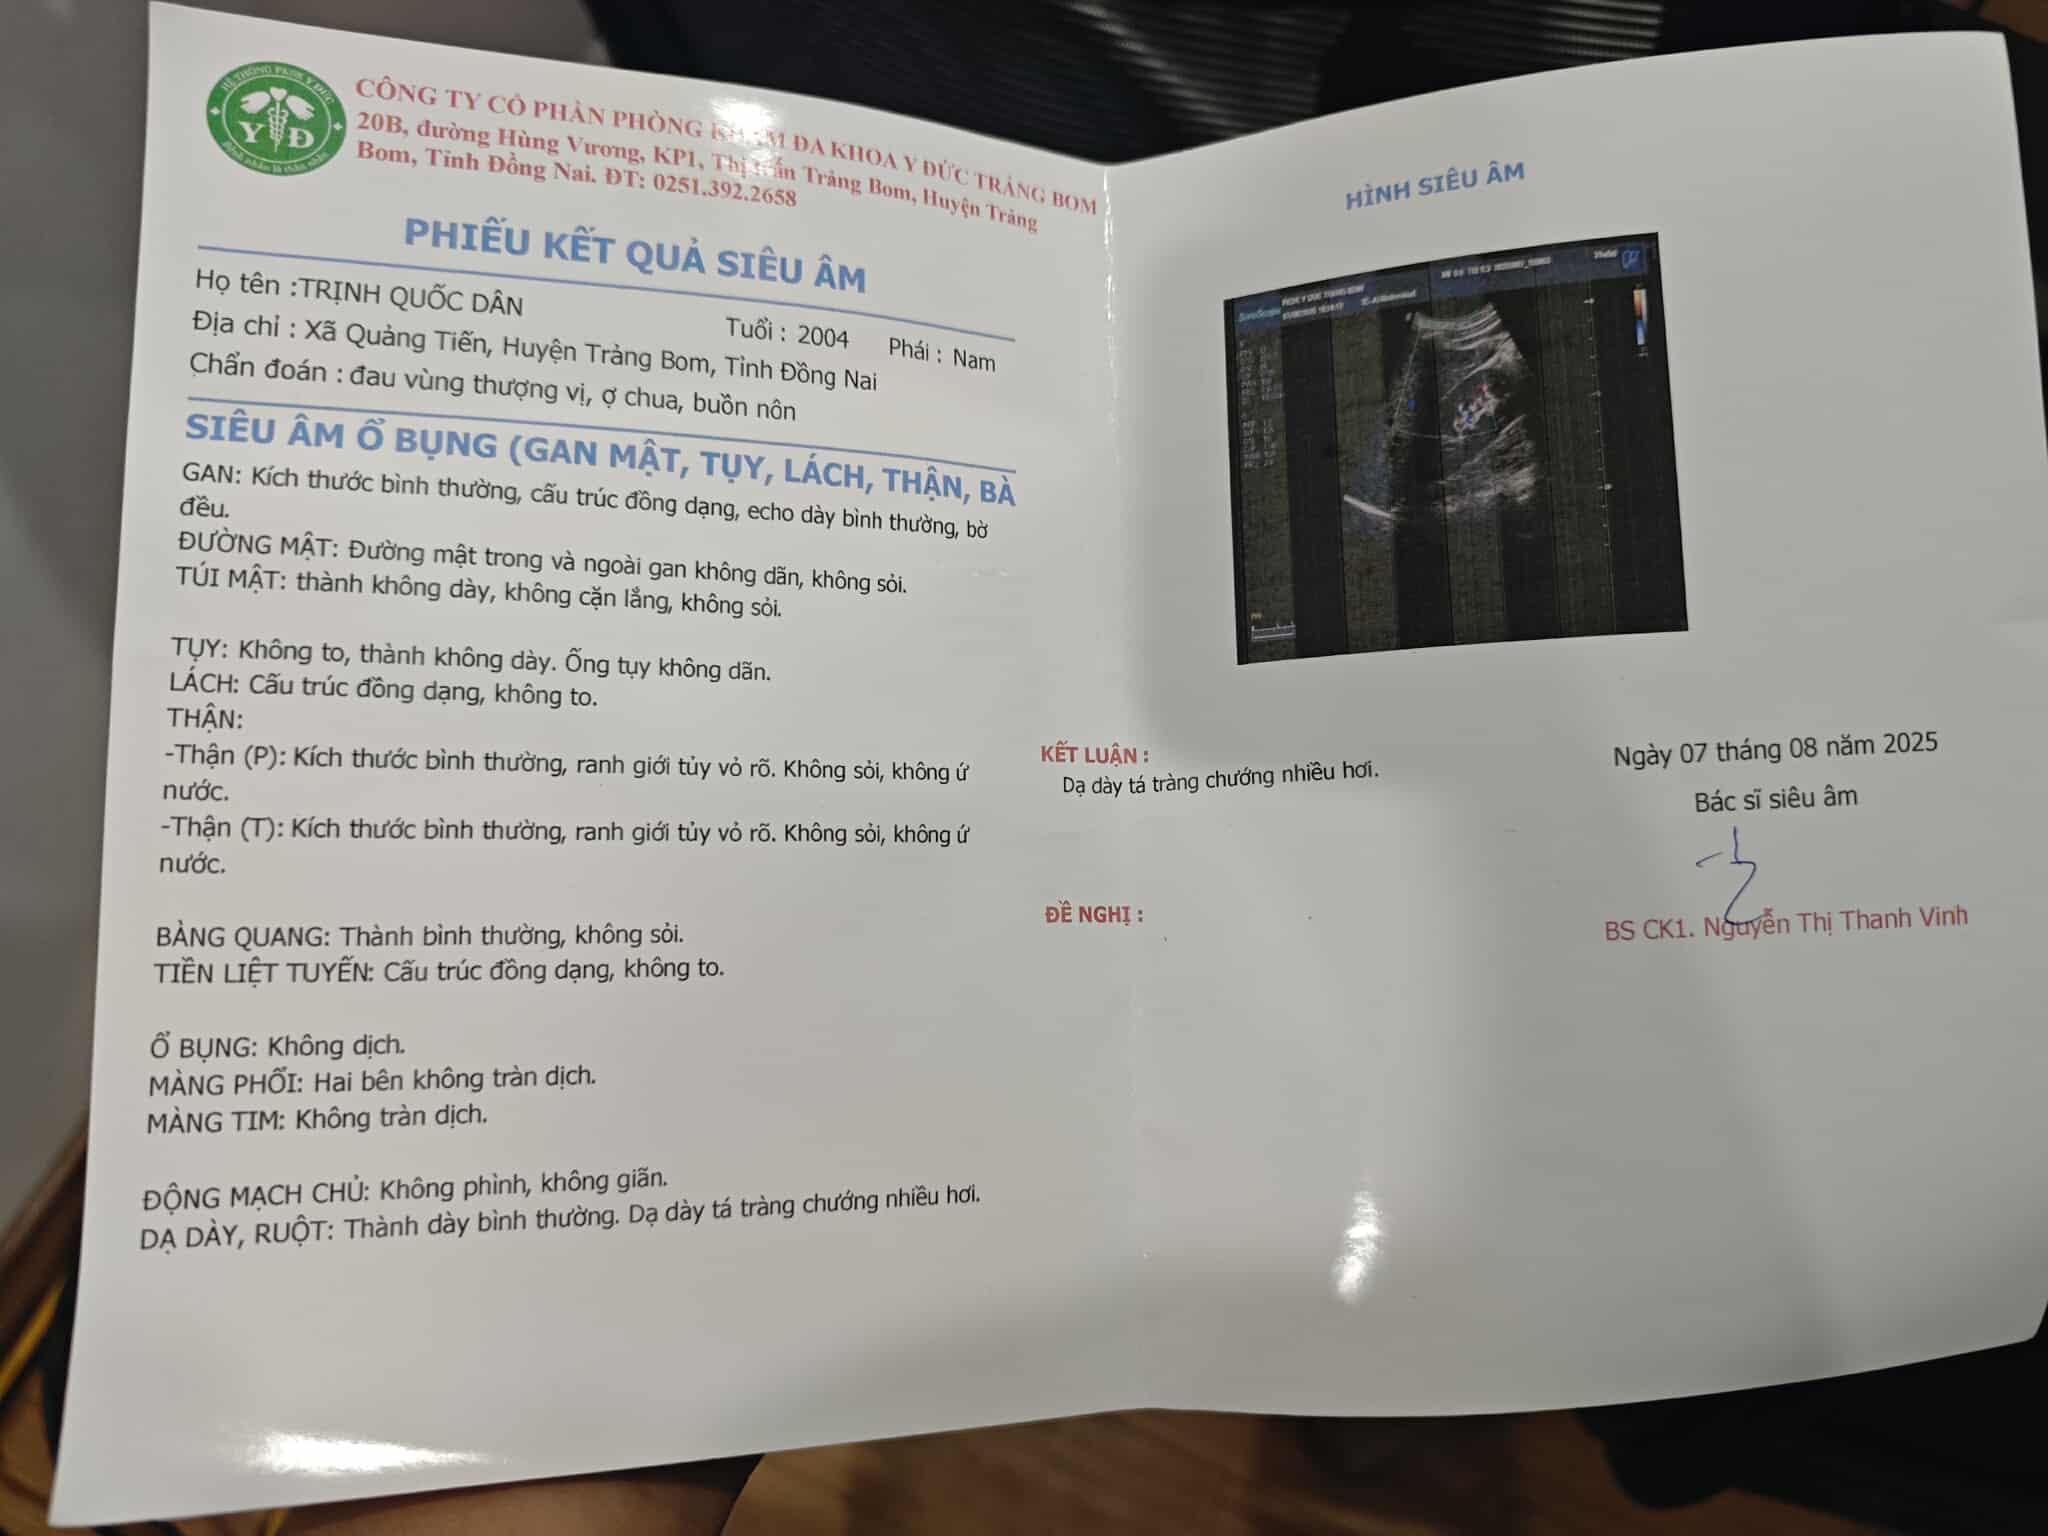 HỆ THỐNG PKĐK Y ĐỨC
YĐ
Bệnh nhân là thân nhân
CÔNG TY CỔ PHẦN PHÒNG KHÁM ĐA KHOA Y ĐỨC TRẢNG BOM
20B, đường Hùng Vương, KP1, Thị trấn Trảng Bom, Huyện Trảng
Bom, Tỉnh Đồng Nai. ĐT: 0251.392.2658
PHIẾU KẾT QUẢ SIÊU ÂM
Họ tên :TRỊNH QUỐC DÂN Tuổi : 2004 Phái : Nam
Địa chỉ : Xã Quảng Tiến, Huyện Trảng Bom, Tỉnh Đồng Nai
Chẩn đoán : đau vùng thượng vị, ợ chua, buồn nôn
SIÊU ÂM Ổ BỤNG (GAN MẬT, TỤY, LÁCH, THẬN, BÀ
GAN: Kích thước bình thường, cấu trúc đồng dạng, echo dày bình thường, bờ
đều.
ĐƯỜNG MẬT: Đường mật trong và ngoài gan không dãn, không sỏi.
TÚI MẬT: thành không dày, không cặn lắng, không sỏi.
TỤY: Không to, thành không dày. Ống tụy không dãn.
LÁCH: Cấu trúc đồng dạng, không to.
THẬN:
-Thận (P): Kích thước bình thường, ranh giới tủy vỏ rõ. Không sỏi, không ứ
nước.
-Thận (T): Kích thước bình thường, ranh giới tủy vỏ rõ. Không sỏi, không ứ
nước.
BÀNG QUANG: Thành bình thường, không sỏi.
TIỀN LIỆT TUYẾN: Cấu trúc đồng dạng, không to.
Ổ BỤNG: Không dịch.
MÀNG PHỔI: Hai bên không tràn dịch.
MÀNG TIM: Không tràn dịch.
ĐỘNG MẠCH CHỦ: Không phình, không giãn.
DẠ DÀY, RUỘT: Thành dày bình thường. Dạ dày tá tràng chướng nhiều hơi.
HÌNH SIÊU ÂM
PKDK Y DUC TRANG BOM
KẾT LUẬN :
Dạ dày tá tràng chướng nhiều hơi.
ĐỀ NGHỊ :
Ngày 07 tháng 08 năm 2025
Bác sĩ siêu âm
BS CK1. Nguyễn Thị Thanh Vinh